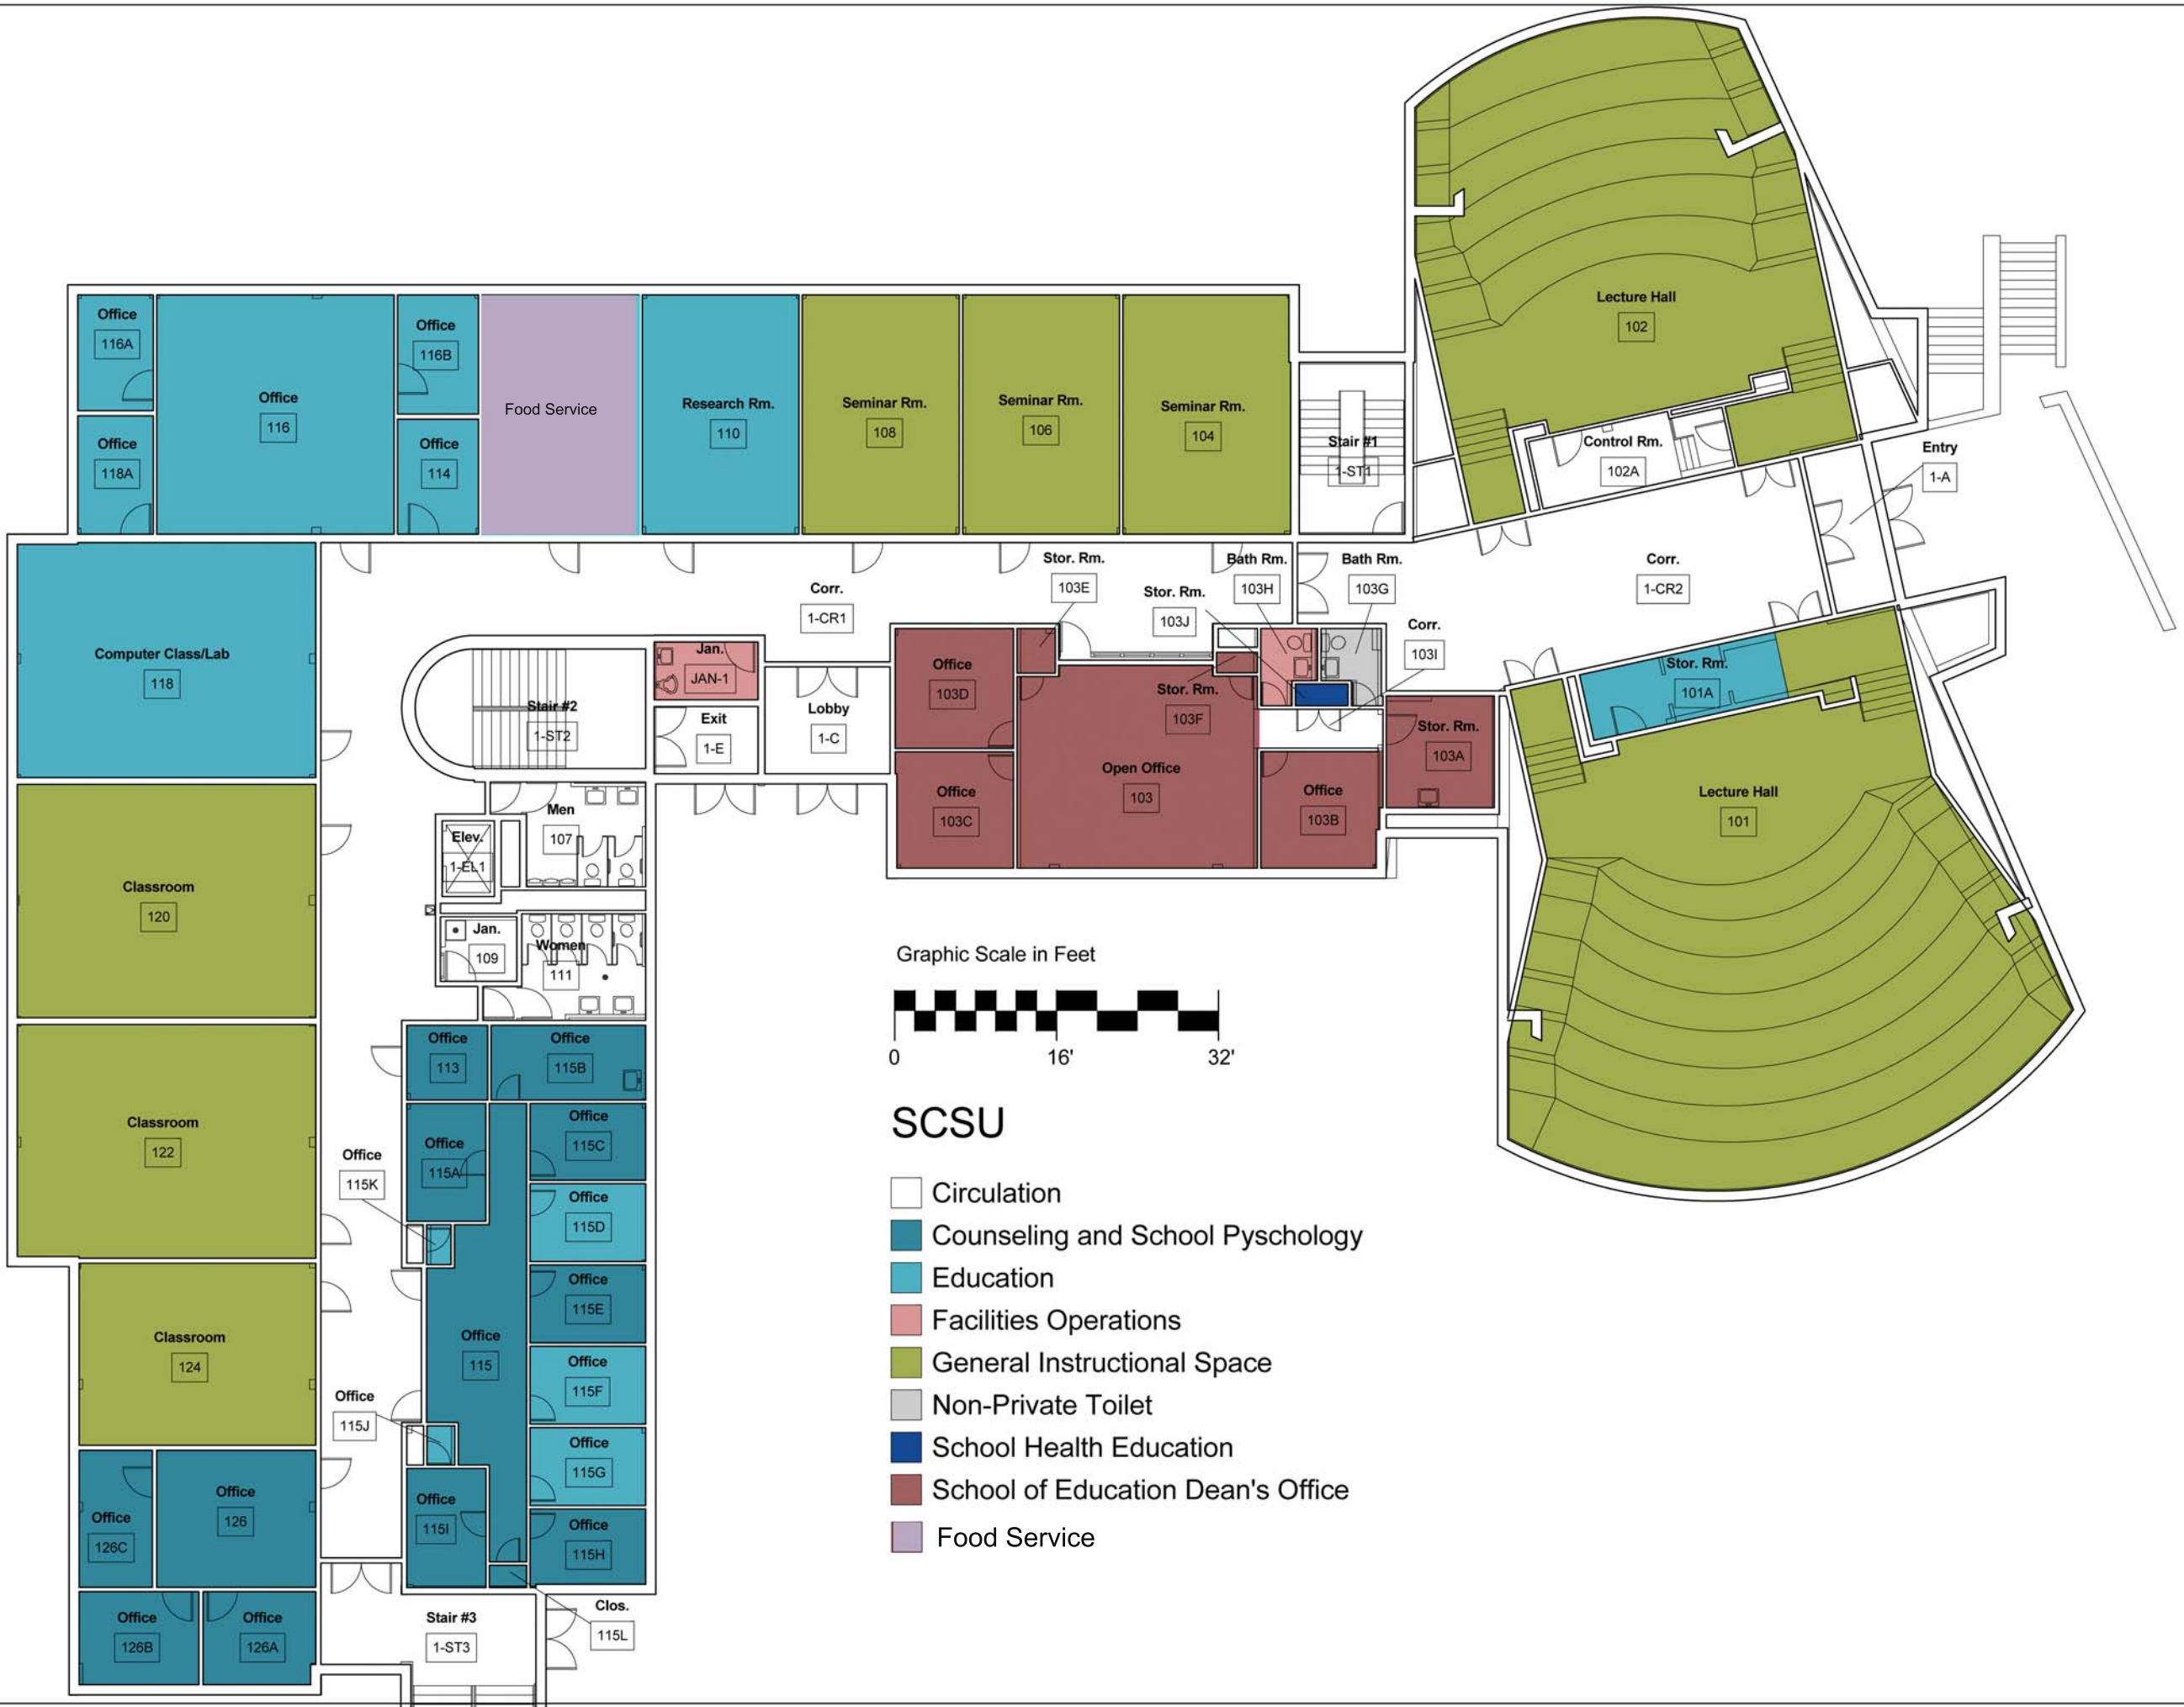 Lecture Hall
102
Office
116A
Office
116
Office
116B
Food Service
Research Rm.
110
Seminar Rm.
108
Seminar Rm.
106
Seminar Rm.
104
Office
118A
Office
114
Stair #1
1-ST1
Control Rm.
102A
Entry
1-A
Stor. Rm.
103E
Bath Rm.
103H
Bath Rm.
103G
Corr.
1-CR2
Corr.
1-CR1
Stor. Rm.
103J
Corr.
103I
Computer Class/Lab
118
Jan.
JAN-1
Office
103D
Stor. Rm.
103F
Stor. Rm.
101A
Stair #2
1-ST2
Exit
1-E
Lobby
1-C
Stor. Rm.
103A
Open Office
103
Office
103C
Office
103B
Lecture Hall
101
Men
107
Elev.
1-EL1
Classroom
120
Jan.
109
Women
111
Graphic Scale in Feet
0 16' 32'
Office
113
Office
115B
Classroom
122
Office
115A
Office
115C
Office
115K
Office
115D
Office
115E
Office
115
Classroom
124
Office
115F
Office
115J
Office
115G
Office
126C
Office
126
Office
115I
Office
115H
Office
126B
Office
126A
Stair #3
1-ST3
Clos.
115L
SCSU
Circulation
Counseling and School Pyschology
Education
Facilities Operations
General Instructional Space
Non-Private Toilet
School Health Education
School of Education Dean's Office
Food Service